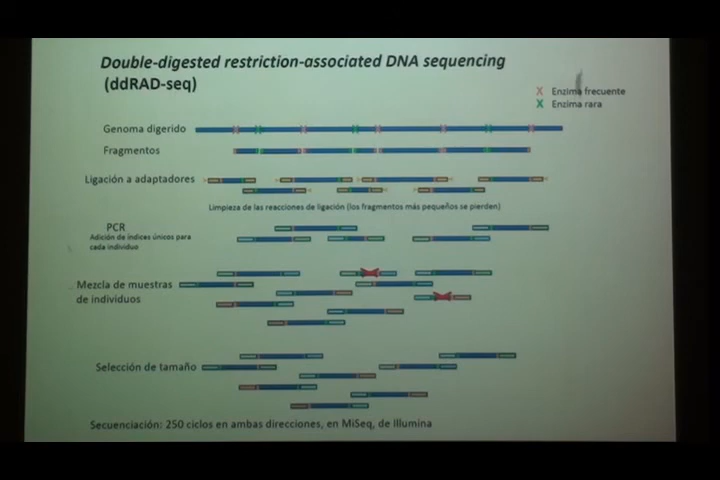 Double-digested restriction-associated DNA sequencing
(ddRAD-seq)
X Enzima frecuente
X Enzima rara
Genoma digerido
Fragmentos
Ligación a adaptadores
Limpieza de las reacciones de ligación (los fragmentos más pequeños se pierden)
PCR
Adición de índices únicos para
cada individuo
Mezcla de muestras
de individuos
Selección de tamaño
Secuenciación: 250 ciclos en ambas direcciones, en MiSeq, de Illumina